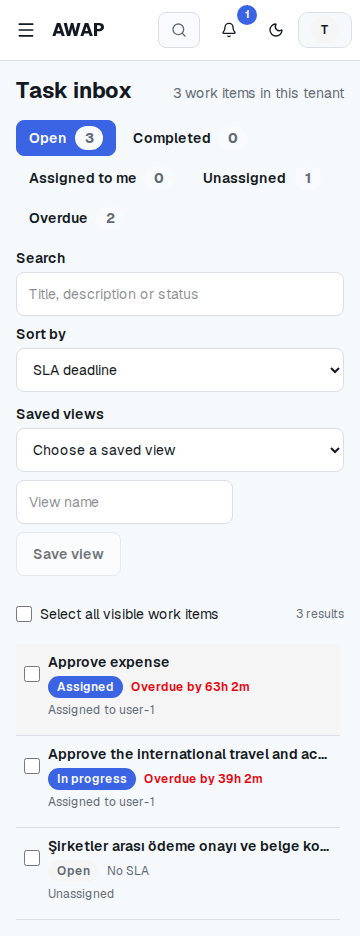 AWAP
1
T
Task inbox
3 work items in this tenant
Open 3
Completed 0
Assigned to me 0
Unassigned 1
Overdue 2
Search
Title, description or status
Sort by
SLA deadline
Saved views
Choose a saved view
View name
Save view
Select all visible work items
3 results
Approve expense
Assigned Overdue by 63h 2m
Assigned to user-1
Approve the international travel and ac...
In progress Overdue by 39h 2m
Assigned to user-1
Şirketler arası ödeme onayı ve belge ko...
Open No SLA
Unassigned